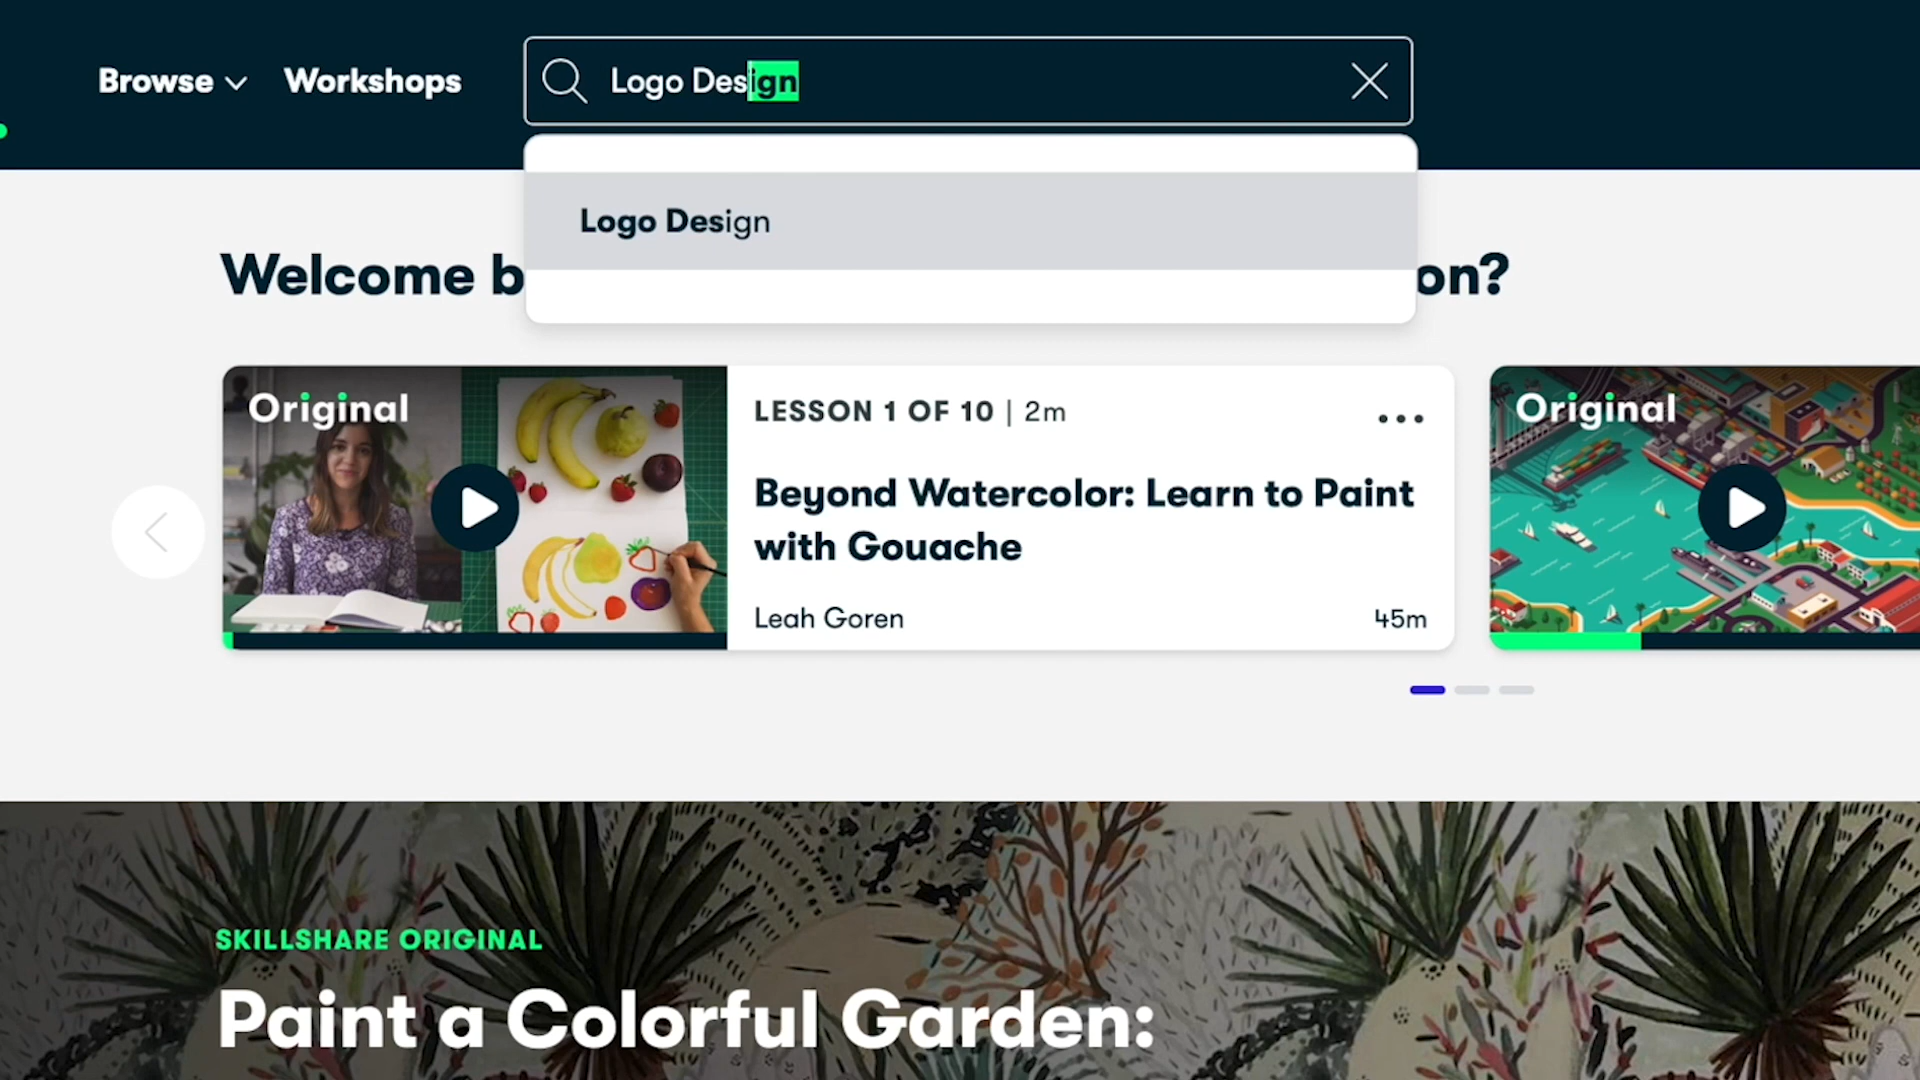 Browse Workshops Logo Design
Logo Design
Welcome b on?
Original
LESSON 1 OF 10 | 2m
Beyond Watercolor: Learn to Paint
with Gouache
Leah Goren 45m
Original
SKILLSHARE ORIGINAL
Paint a Colorful Garden: